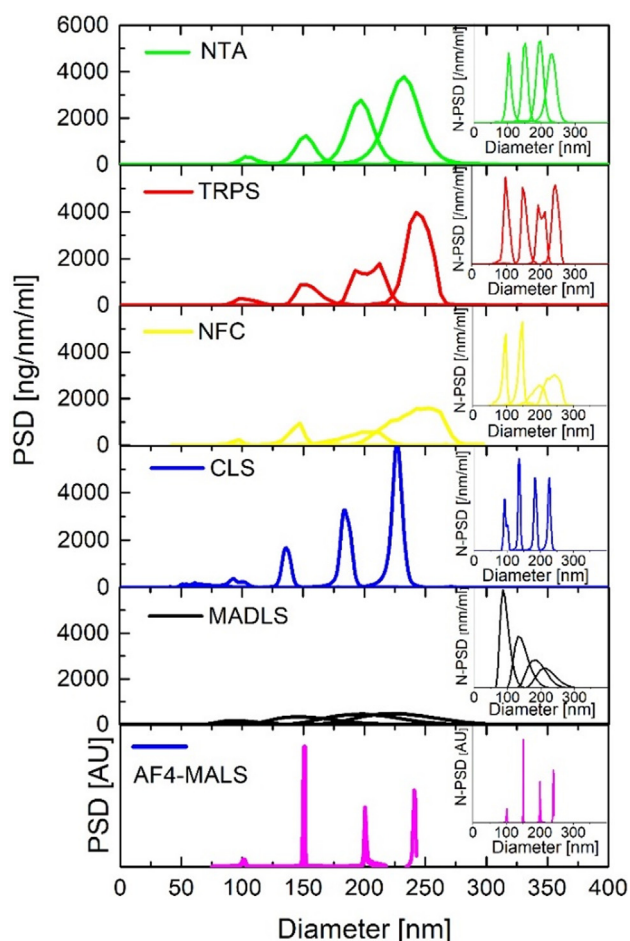 6000
NTA
4000
2000
0
N-PSD [/nm/ml]
0 100 200 300
Diameter [nm]
TRPS
4000
2000
0
N-PSD [/nm/ml]
0 100 200 300
Diameter [nm]
NFC
4000
2000
0
N-PSD [/nm/ml]
0 100 200 300
Diameter [nm]
PSD [ng/nm/ml]
CLS
4000
2000
0
N-PSD [/nm/ml]
0 100 200 300
Diameter [nm]
MADLS
4000
2000
0
N-PSD [nm/ml]
0 100 200 300
Diameter [nm]
AF4-MALS
PSD [AU]
N-PSD [AU]
0 100 200 300
Diameter [nm]
0 50 100 150 200 250 300 350 400
Diameter [nm]